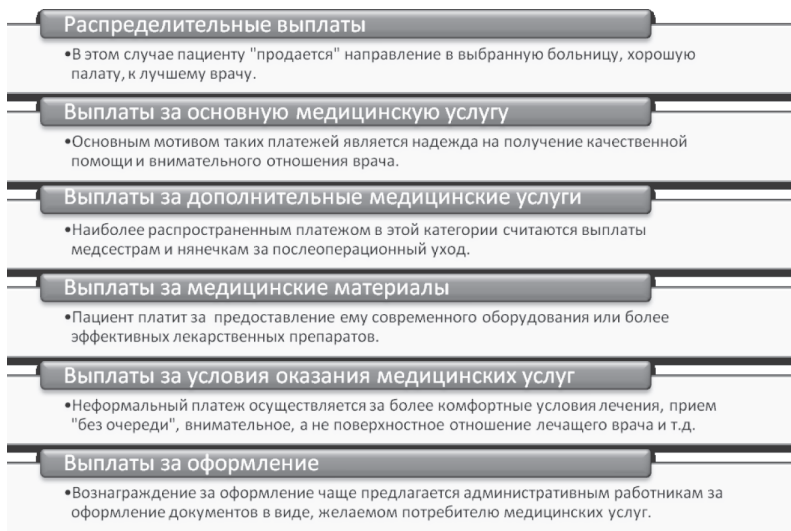 Распределительные выплаты
•В этом случае пациенту "продается" направление в выбранную больницу, хорошую
палату, к лучшему врачу.
Выплаты за основную медицинскую услугу
•Основным мотивом таких платежей является надежда на получение качественной
помощи и внимательного отношения врача.
Выплаты за дополнительные медицинские услуги
•Наиболее распространенным платежом в этой категории считаются выплаты
медсестрам и нянечкам за послеоперационный уход.
Выплаты за медицинские материалы
•Пациент платит за предоставление ему современного оборудования или более
эффективных лекарственных препаратов.
Выплаты за условия оказания медицинских услуг
•Неформальный платеж осуществляется за более комфортные условия лечения, прием
"без очереди", внимательное, а не поверхностное отношение лечащего врача и т.д.
Выплаты за оформление
•Вознаграждение за оформление чаще предлагается административным работникам за
оформление документов в виде, желаемом потребителю медицинских услуг.